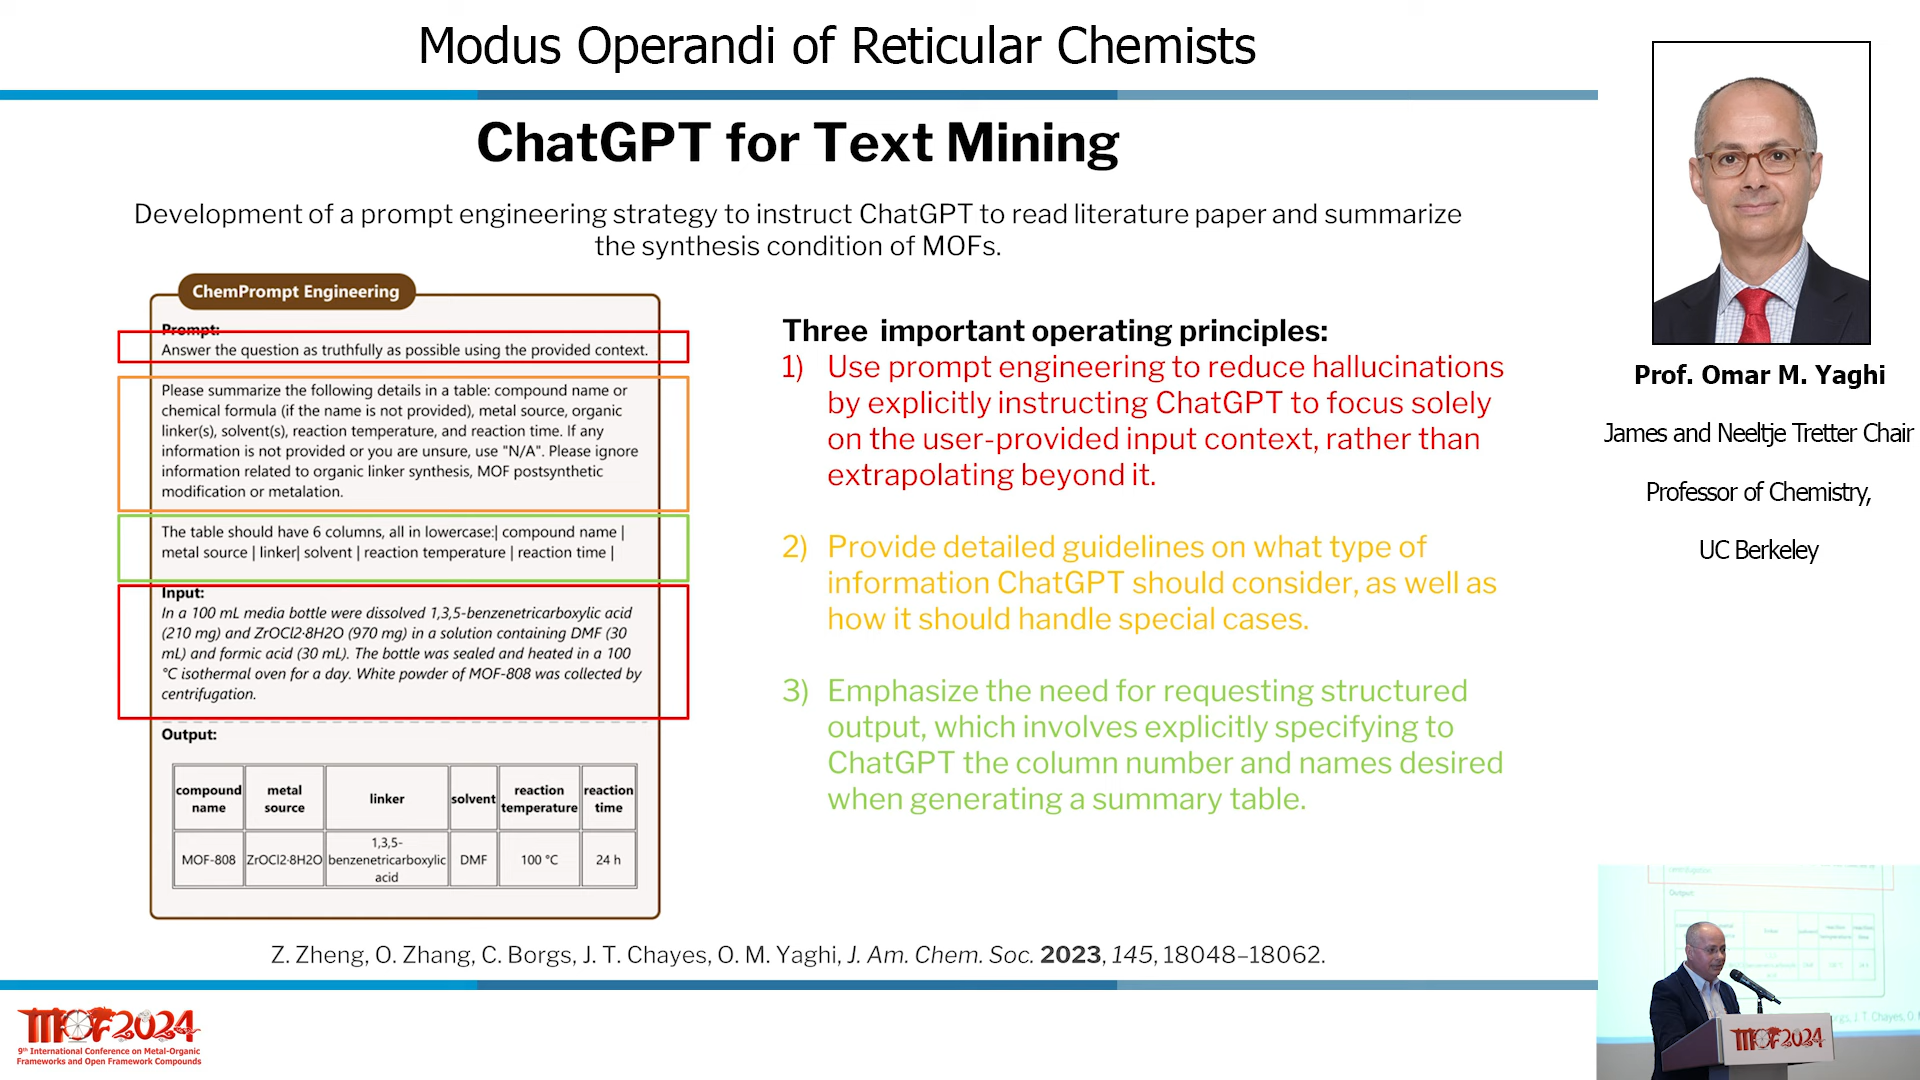 Modus Operandi of Reticular Chemists
ChatGPT for Text Mining
Development of a prompt engineering strategy to instruct ChatGPT to read literature paper and summarize
the synthesis condition of MOFs.
ChemPrompt Engineering
Prompt:
Answer the question as truthfully as possible using the provided context.
Please summarize the following details in a table: compound name or
chemical formula (if the name is not provided), metal source, organic
linker(s), solvent(s), reaction temperature, and reaction time. If any
information is not provided or you are unsure, use "N/A". Please ignore
information related to organic linker synthesis, MOF postsynthetic
modification or metalation.
The table should have 6 columns, all in lowercase:| compound name |
metal source | linker| solvent | reaction temperature | reaction time |
Input:
In a 100 mL media bottle were dissolved 1,3,5-benzenetricarboxylic acid
(210 mg) and ZrOCl2·8H2O (970 mg) in a solution containing DMF (30
mL) and formic acid (30 mL). The bottle was sealed and heated in a 100
°C isothermal oven for a day. White powder of MOF-808 was collected by
centrifugation.
Output:
compound name | metal source | linker | solvent | reaction temperature | reaction time
MOF-808 | ZrOCl2·8H2O | 1,3,5-benzenetricarboxylic acid | DMF | 100 °C | 24 h
Three important operating principles:
1) Use prompt engineering to reduce hallucinations
by explicitly instructing ChatGPT to focus solely
on the user-provided input context, rather than
extrapolating beyond it.
2) Provide detailed guidelines on what type of
information ChatGPT should consider, as well as
how it should handle special cases.
3) Emphasize the need for requesting structured
output, which involves explicitly specifying to
ChatGPT the column number and names desired
when generating a summary table.
Z. Zheng, O. Zhang, C. Borgs, J. T. Chayes, O. M. Yaghi, J. Am. Chem. Soc. 2023, 145, 18048–18062.
MOF2024
9th International Conference on Metal-Organic
Frameworks and Open Framework Compounds
Prof. Omar M. Yaghi
James and Neeltje Tretter Chair
Professor of Chemistry,
UC Berkeley
Output:
MOF2024